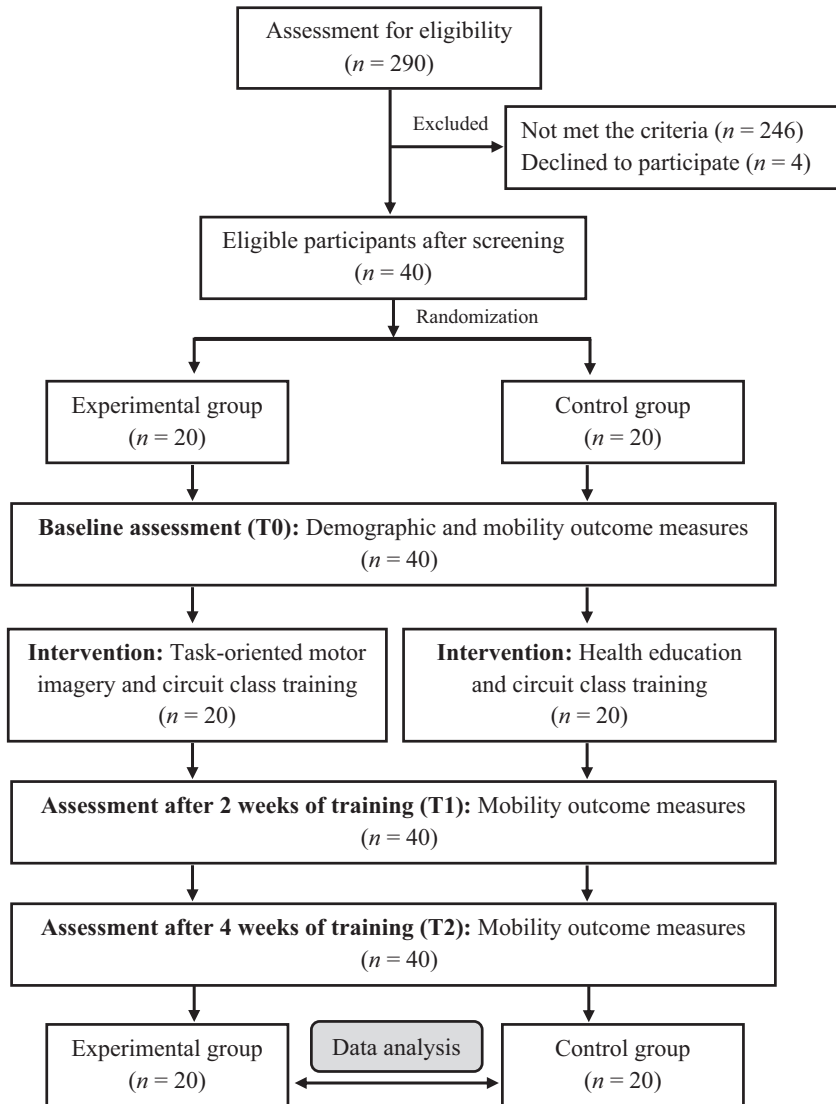 Assessment for eligibility
(n = 290)
Excluded
Not met the criteria (n = 246)
Declined to participate (n = 4)
Eligible participants after screening
(n = 40)
Randomization
Experimental group
(n = 20)
Control group
(n = 20)
Baseline assessment (T0): Demographic and mobility outcome measures
(n = 40)
Intervention: Task-oriented motor
imagery and circuit class training
(n = 20)
Intervention: Health education
and circuit class training
(n = 20)
Assessment after 2 weeks of training (T1): Mobility outcome measures
(n = 40)
Assessment after 4 weeks of training (T2): Mobility outcome measures
(n = 40)
Experimental group
(n = 20)
Data analysis
Control group
(n = 20)